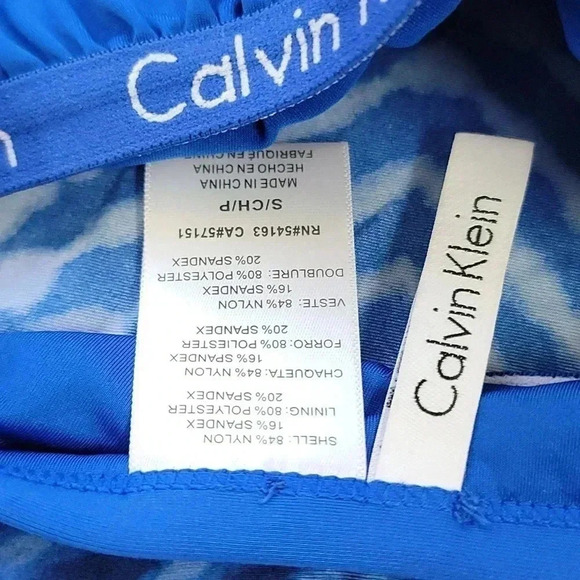 Calvin
SHELL: 84% NYLON
16% SPANDEX
LINING: 80% POLYESTER
20% SPANDEX
CHAQUETA: 84% NYLON
16% SPANDEX
FORRO: 80% POLIESTER
20% SPANDEX
VESTE: 84% NYLON
16% SPANDEX
DOUBLURE: 80% POLYESTER
20% SPANDEX
RN#54163 CA#57151
S/CH/P
MADE IN CHINA
HECHO EN CHINA
FABRIQUÉ EN CHINE
Calvin Klein